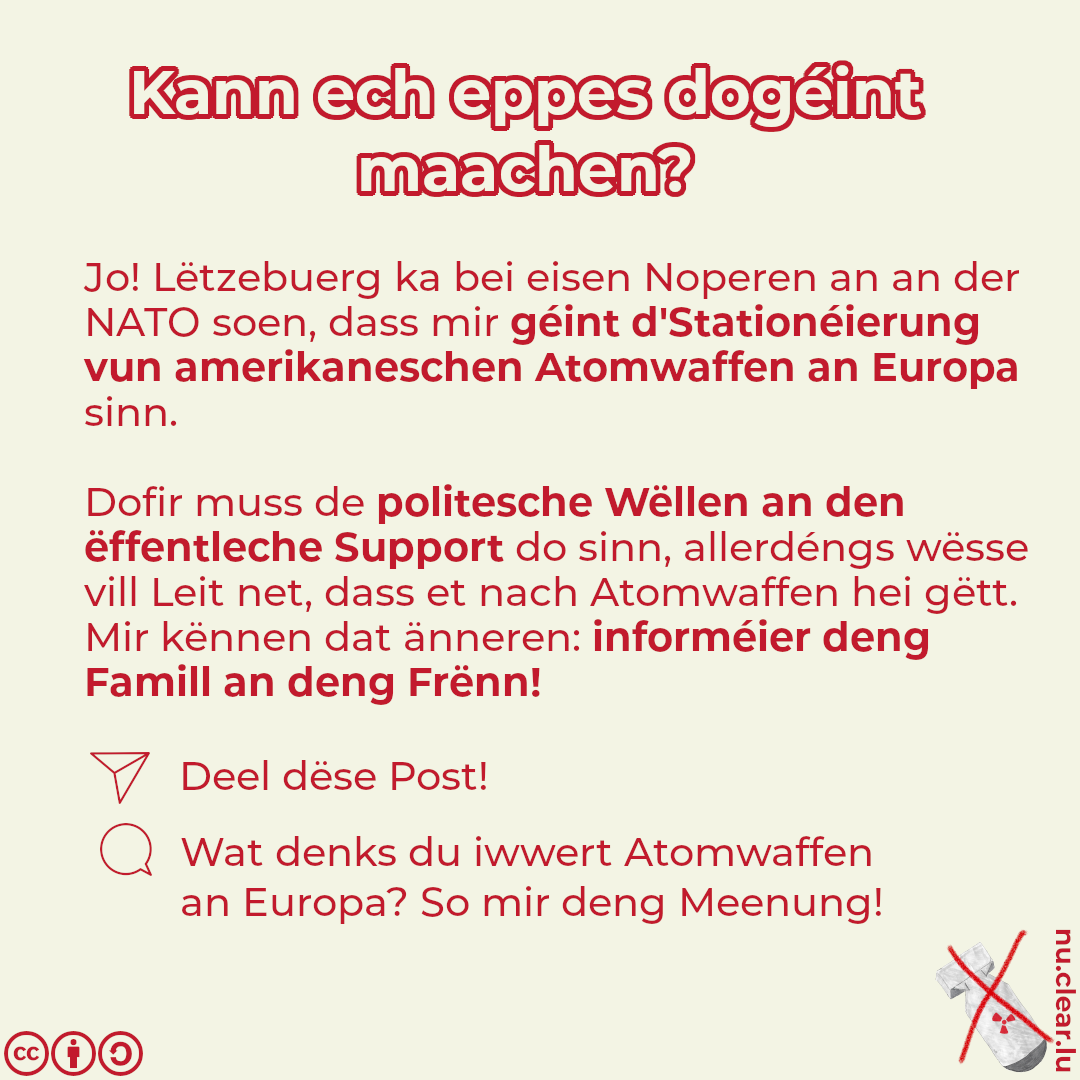 Kann ech eppes dogéint
maachen?
Jo! Lëtzebuerg ka bei eisen Noperen an an der
NATO soen, dass mir géint d'Stationéierung
vun amerikaneschen Atomwaffen an Europa
sinn.
Dofir muss de politesche Wëllen an den
ëffentleche Support do sinn, allerdéngs wësse
vill Leit net, dass et nach Atomwaffen hei gëtt.
Mir kënnen dat änneren: informéier deng
Famill an deng Frënn!
Deel dëse Post!
Wat denks du iwwert Atomwaffen
an Europa? So mir deng Meenung!
nu.clear.lu
cc